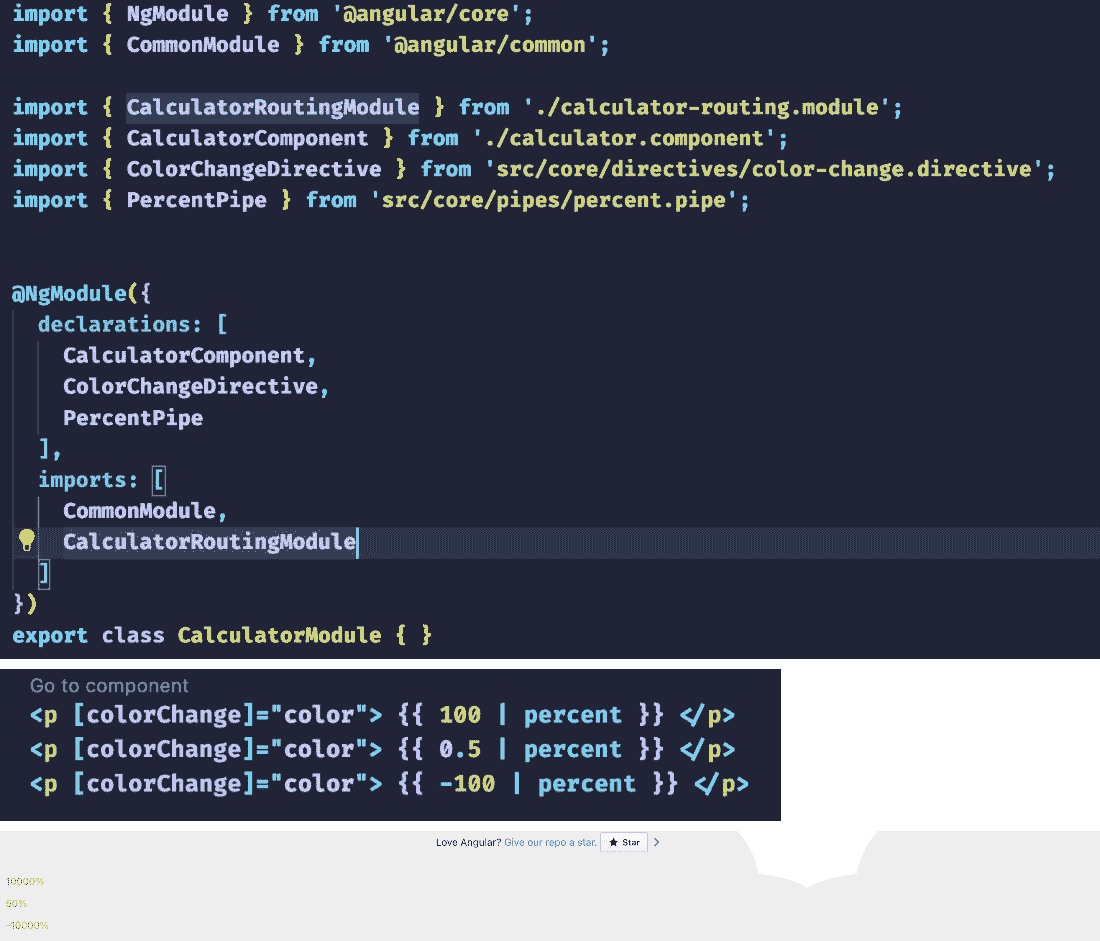 import { NgModule } from '@angular/core';
import { CommonModule } from '@angular/common';
import { CalculatorRoutingModule } from './calculator-routing.module';
import { CalculatorComponent } from './calculator.component';
import { ColorChangeDirective } from 'src/core/directives/color-change.directive';
import { PercentPipe } from 'src/core/pipes/percent.pipe';
@NgModule({
declarations: [
CalculatorComponent,
ColorChangeDirective,
PercentPipe
],
imports: [
CommonModule,
CalculatorRoutingModule
]
})
export class CalculatorModule { }
Go to component
<p [colorChange]="color"> {{ 100 | percent }} </p>
<p [colorChange]="color"> {{ 0.5 | percent }} </p>
<p [colorChange]="color"> {{ -100 | percent }} </p>
Love Angular? Give our repo a star. Star
10000%
50%
-10000%